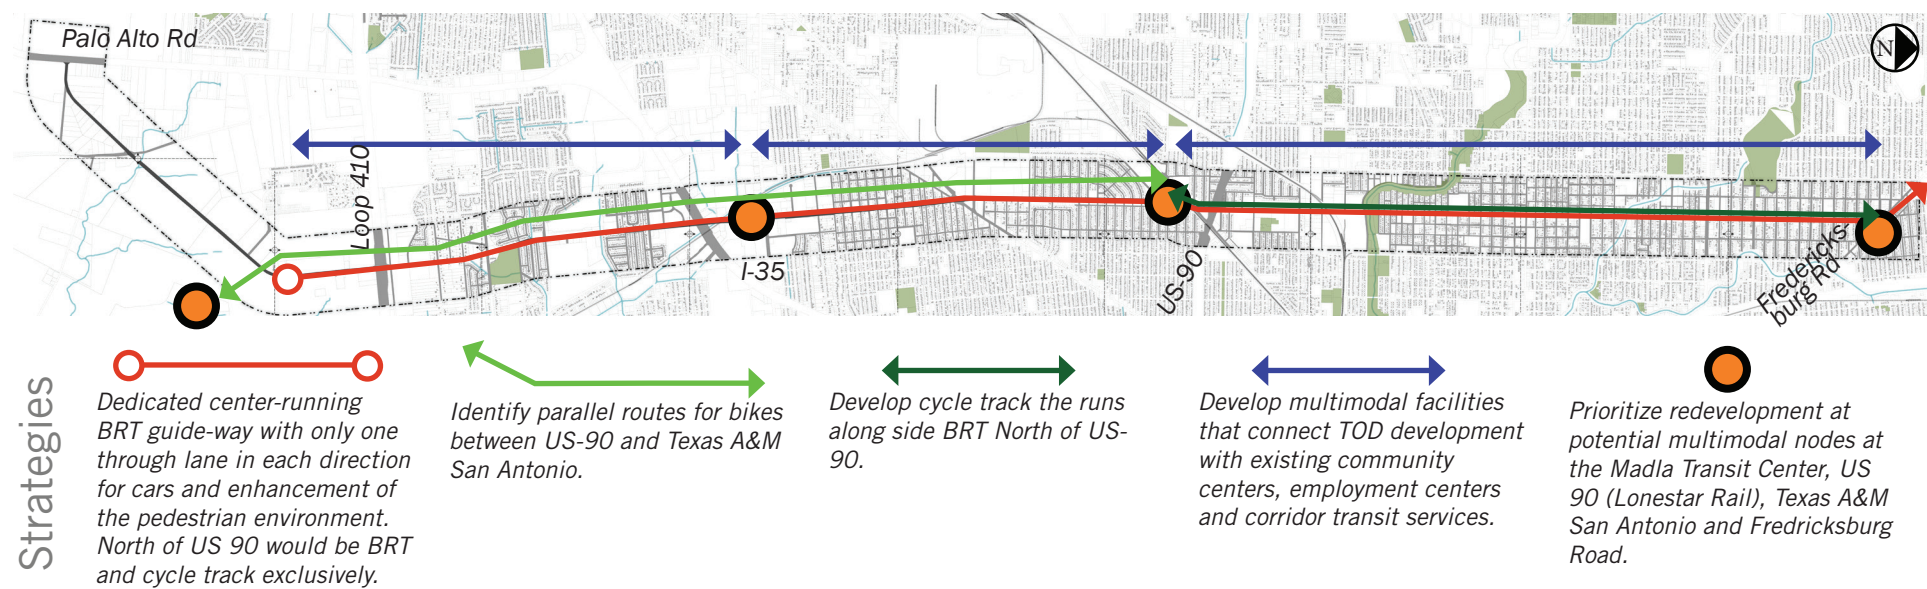 Palo Alto Rd
N
Loop 410
I-35
US-90
Fredericks-
burg Rd
Strategies
Dedicated center-running
BRT guide-way with only one
through lane in each direction
for cars and enhancement of
the pedestrian environment.
North of US 90 would be BRT
and cycle track exclusively.
Identify parallel routes for bikes
between US-90 and Texas A&M
San Antonio.
Develop cycle track the runs
along side BRT North of US-
90.
Develop multimodal facilities
that connect TOD development
with existing community
centers, employment centers
and corridor transit services.
Prioritize redevelopment at
potential multimodal nodes at
the Madla Transit Center, US
90 (Lonestar Rail), Texas A&M
San Antonio and Fredricksburg
Road.